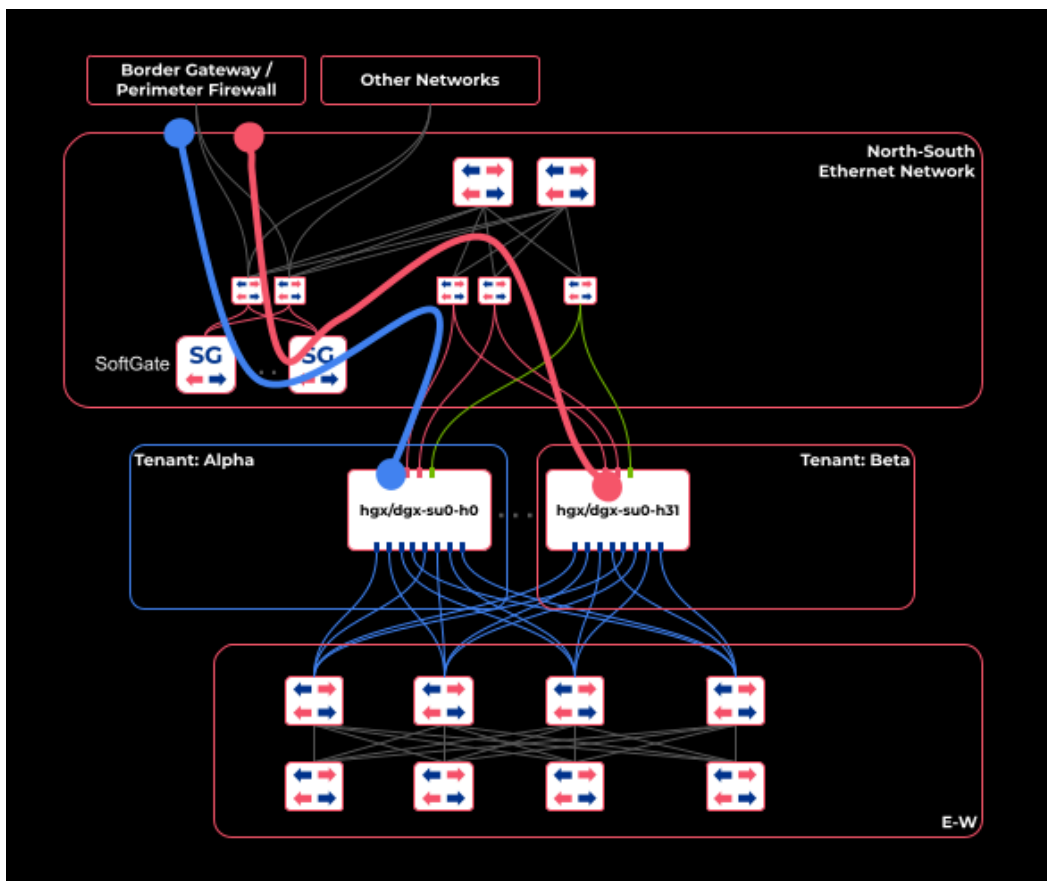 Border Gateway /
Perimeter Firewall
Other Networks
North-South
Ethernet Network
SoftGate
SG
SG
Tenant: Alpha
Tenant: Beta
hgx/dgx-su0-h0
hgx/dgx-su0-h31
E-W